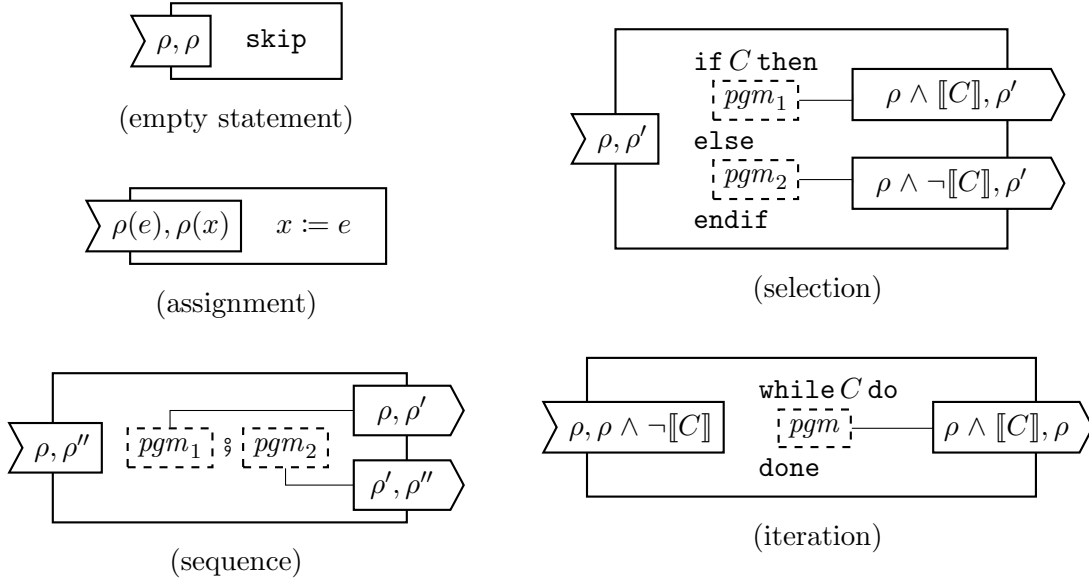 ρ, ρ skip
(empty statement)
ρ(e), ρ(x) x := e
(assignment)
ρ, ρ″ pgm₁ ; pgm₂ ρ, ρ′
ρ′, ρ″
(sequence)
if C then
pgm₁ ρ ∧ ⟦C⟧, ρ′
ρ, ρ′ else
pgm₂ ρ ∧ ¬⟦C⟧, ρ′
endif
(selection)
while C do
ρ, ρ ∧ ¬⟦C⟧ pgm ρ ∧ ⟦C⟧, ρ
done
(iteration)